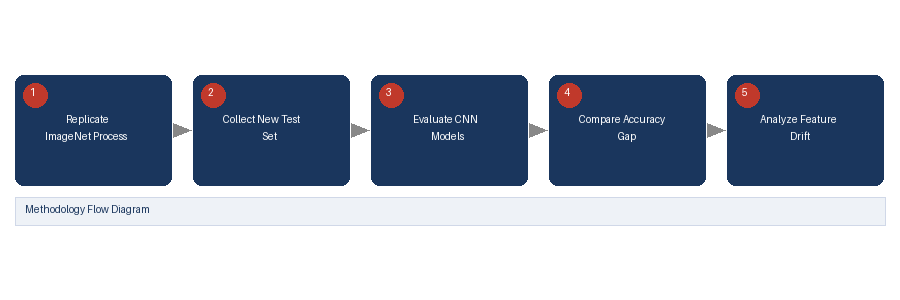 1
Replicate
ImageNet Process
2
Collect New Test
Set
3
Evaluate CNN
Models
4
Compare Accuracy
Gap
5
Analyze Feature
Drift
Methodology Flow Diagram